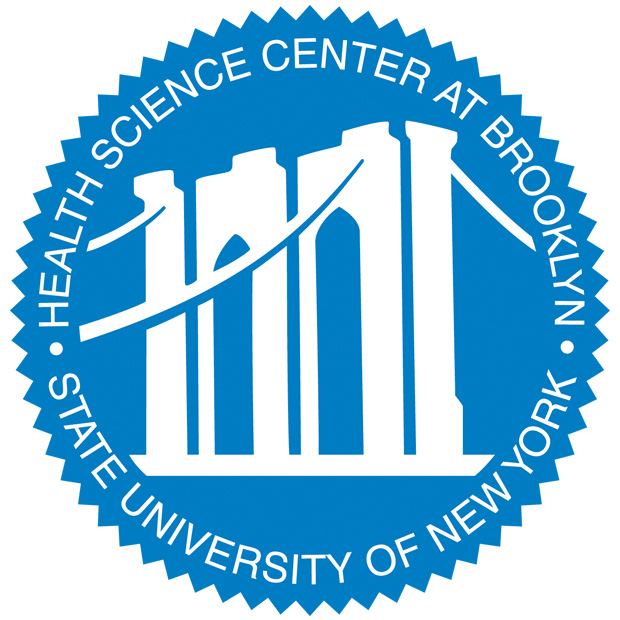 · HEALTH SCIENCE CENTER AT BROOKLYN ·
STATE UNIVERSITY OF NEW YORK